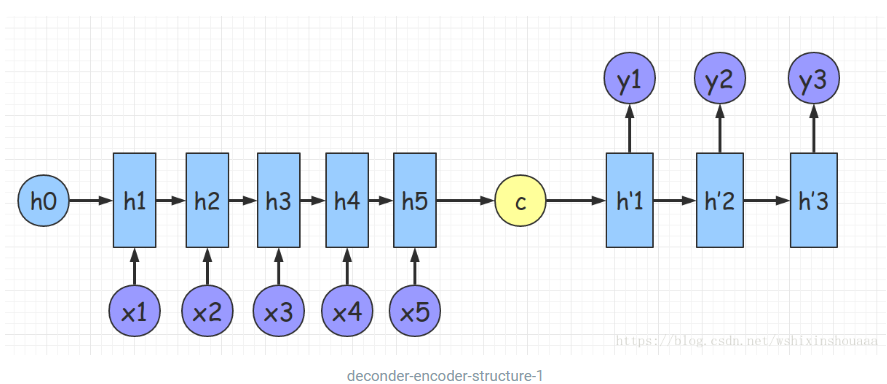 y1 y2 y3
h0 h1 h2 h3 h4 h5 c h'1 h'2 h'3
x1 x2 x3 x4 x5
https://blog.csdn.net/wshixinshouaaa
deconder-encoder-structure-1